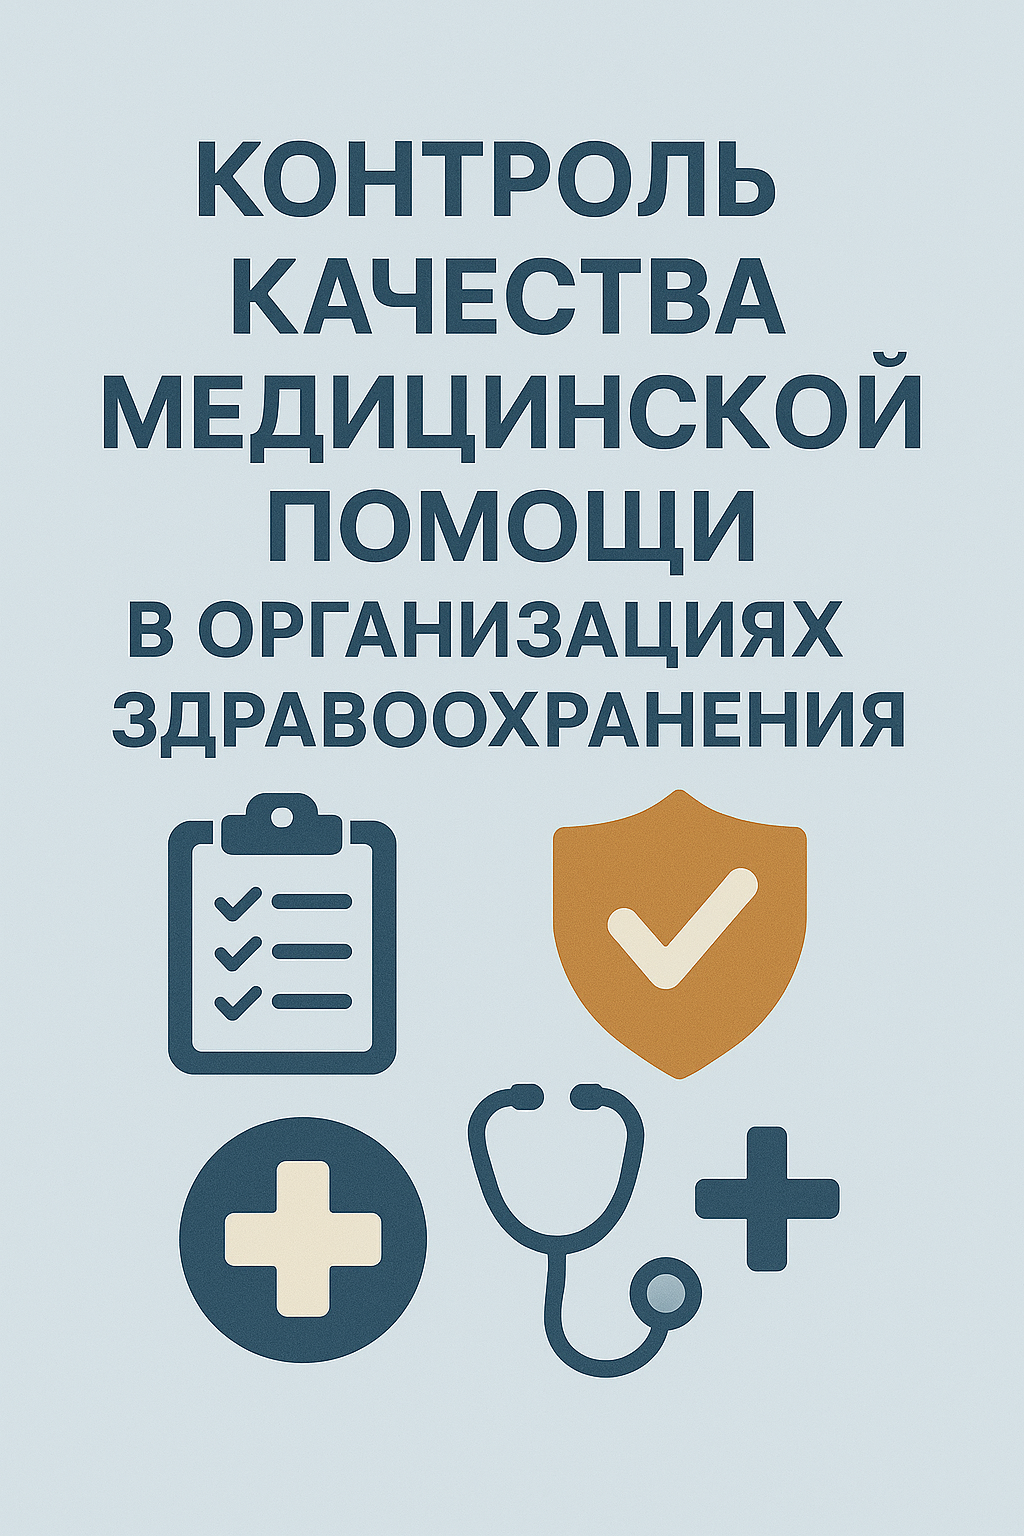 КОНТРОЛЬ
КАЧЕСТВА
МЕДИЦИНСКОЙ
ПОМОЩИ
В ОРГАНИЗАЦИЯХ
ЗДРАВООХРАНЕНИЯ